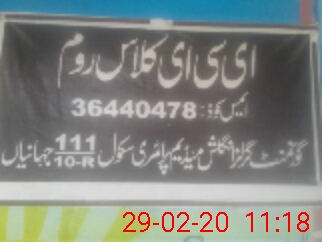 ای سی ای کلاس روم
ایمس کوڈ: 36440478
گورنمنٹ گرلز انگلش میڈیم پرائمری سکول 111/10-R جہانیاں
29-02-20 11:18